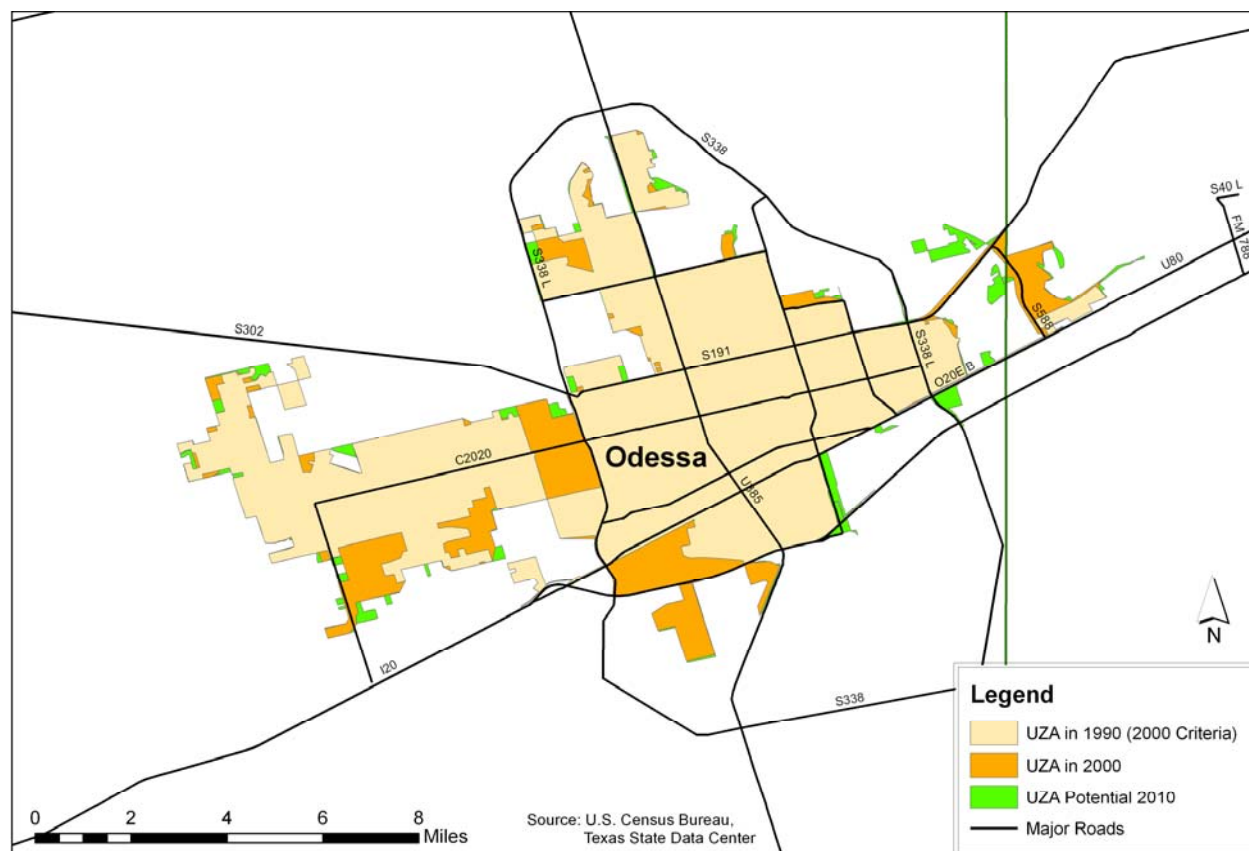 S338
S40 L
FM 1788
U80
S338 L
S302
S191
S588
S338 L
O20E B
C2020
Odessa
U385
I20
S338
N
Legend
UZA in 1990 (2000 Criteria)
UZA in 2000
UZA Potential 2010
Major Roads
0 2 4 6 8
Miles
Source: U.S. Census Bureau,
Texas State Data Center